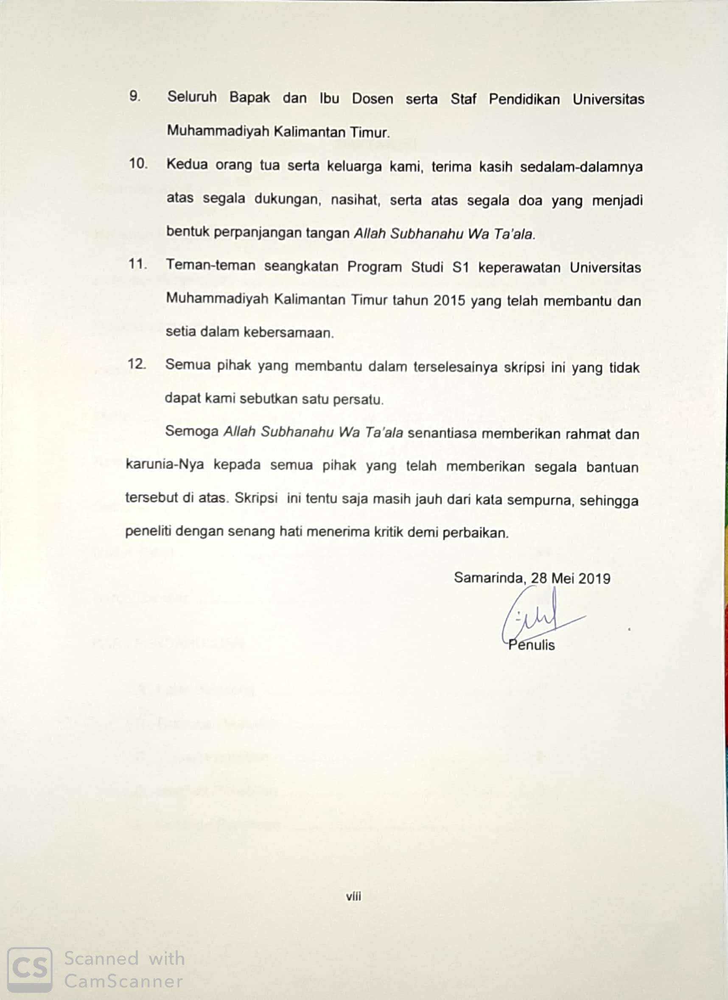 9. Seluruh Bapak dan Ibu Dosen serta Staf Pendidikan Universitas
Muhammadiyah Kalimantan Timur.
10. Kedua orang tua serta keluarga kami, terima kasih sedalam-dalamnya
atas segala dukungan, nasihat, serta atas segala doa yang menjadi
bentuk perpanjangan tangan Allah Subhanahu Wa Ta'ala.
11. Teman-teman seangkatan Program Studi S1 keperawatan Universitas
Muhammadiyah Kalimantan Timur tahun 2015 yang telah membantu dan
setia dalam kebersamaan.
12. Semua pihak yang membantu dalam terselesainya skripsi ini yang tidak
dapat kami sebutkan satu persatu.
Semoga Allah Subhanahu Wa Ta'ala senantiasa memberikan rahmat dan
karunia-Nya kepada semua pihak yang telah memberikan segala bantuan
tersebut di atas. Skripsi ini tentu saja masih jauh dari kata sempurna, sehingga
peneliti dengan senang hati menerima kritik demi perbaikan.
Samarinda, 28 Mei 2019
Penulis
viii
CS Scanned with
CamScanner